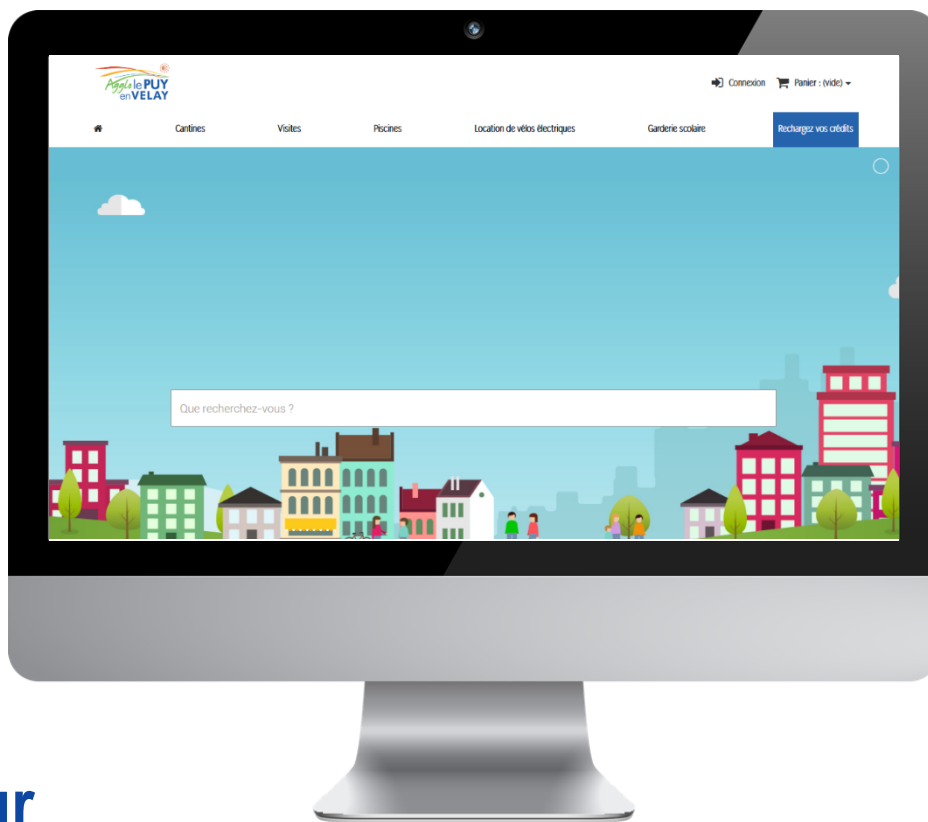 Agglo le PUY
en VELAY
Connexion Panier : (vide)
Cantines Visites Piscines Location de vélos électriques Garderie scolaire Rechargez vos crédits
Que recherchez-vous ?
ur